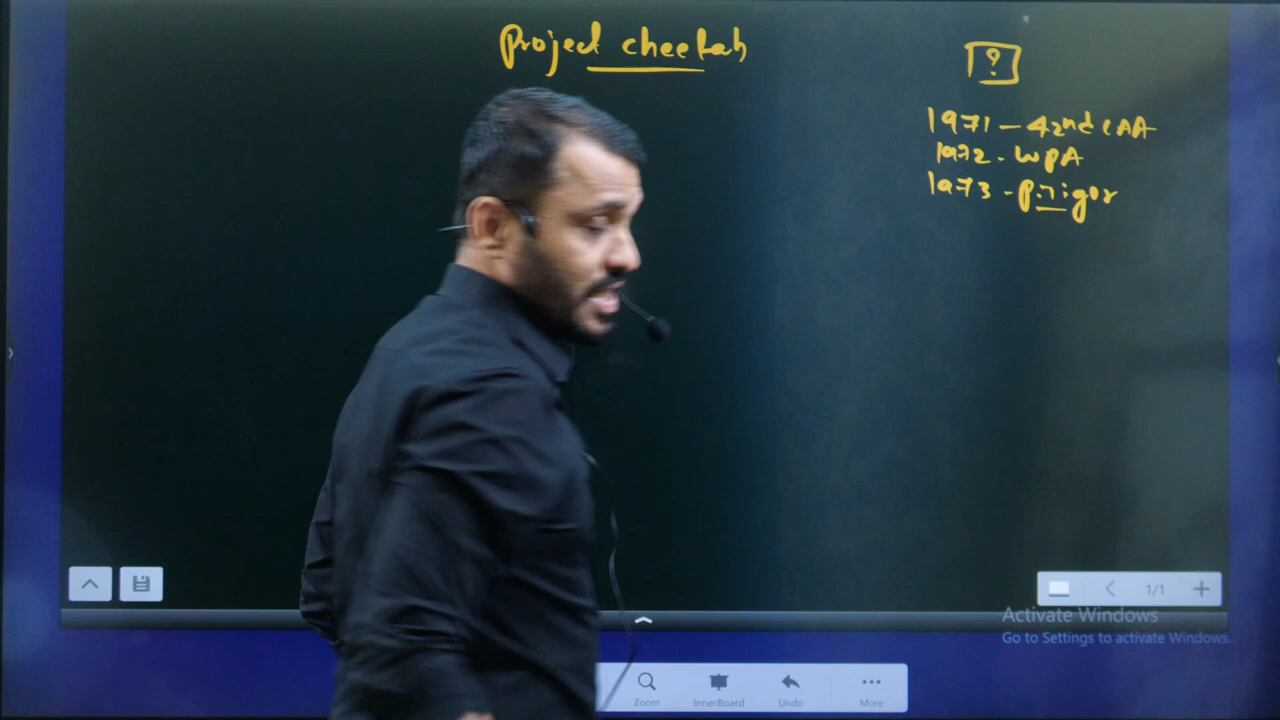 Project cheetah
?
1971 - 42nd CAA
1972 - WPA
1973 - P.Tiger
1/1
Activate Windows
Go to Settings to activate Windows.
Zoom
InnerBoard
Undo
More